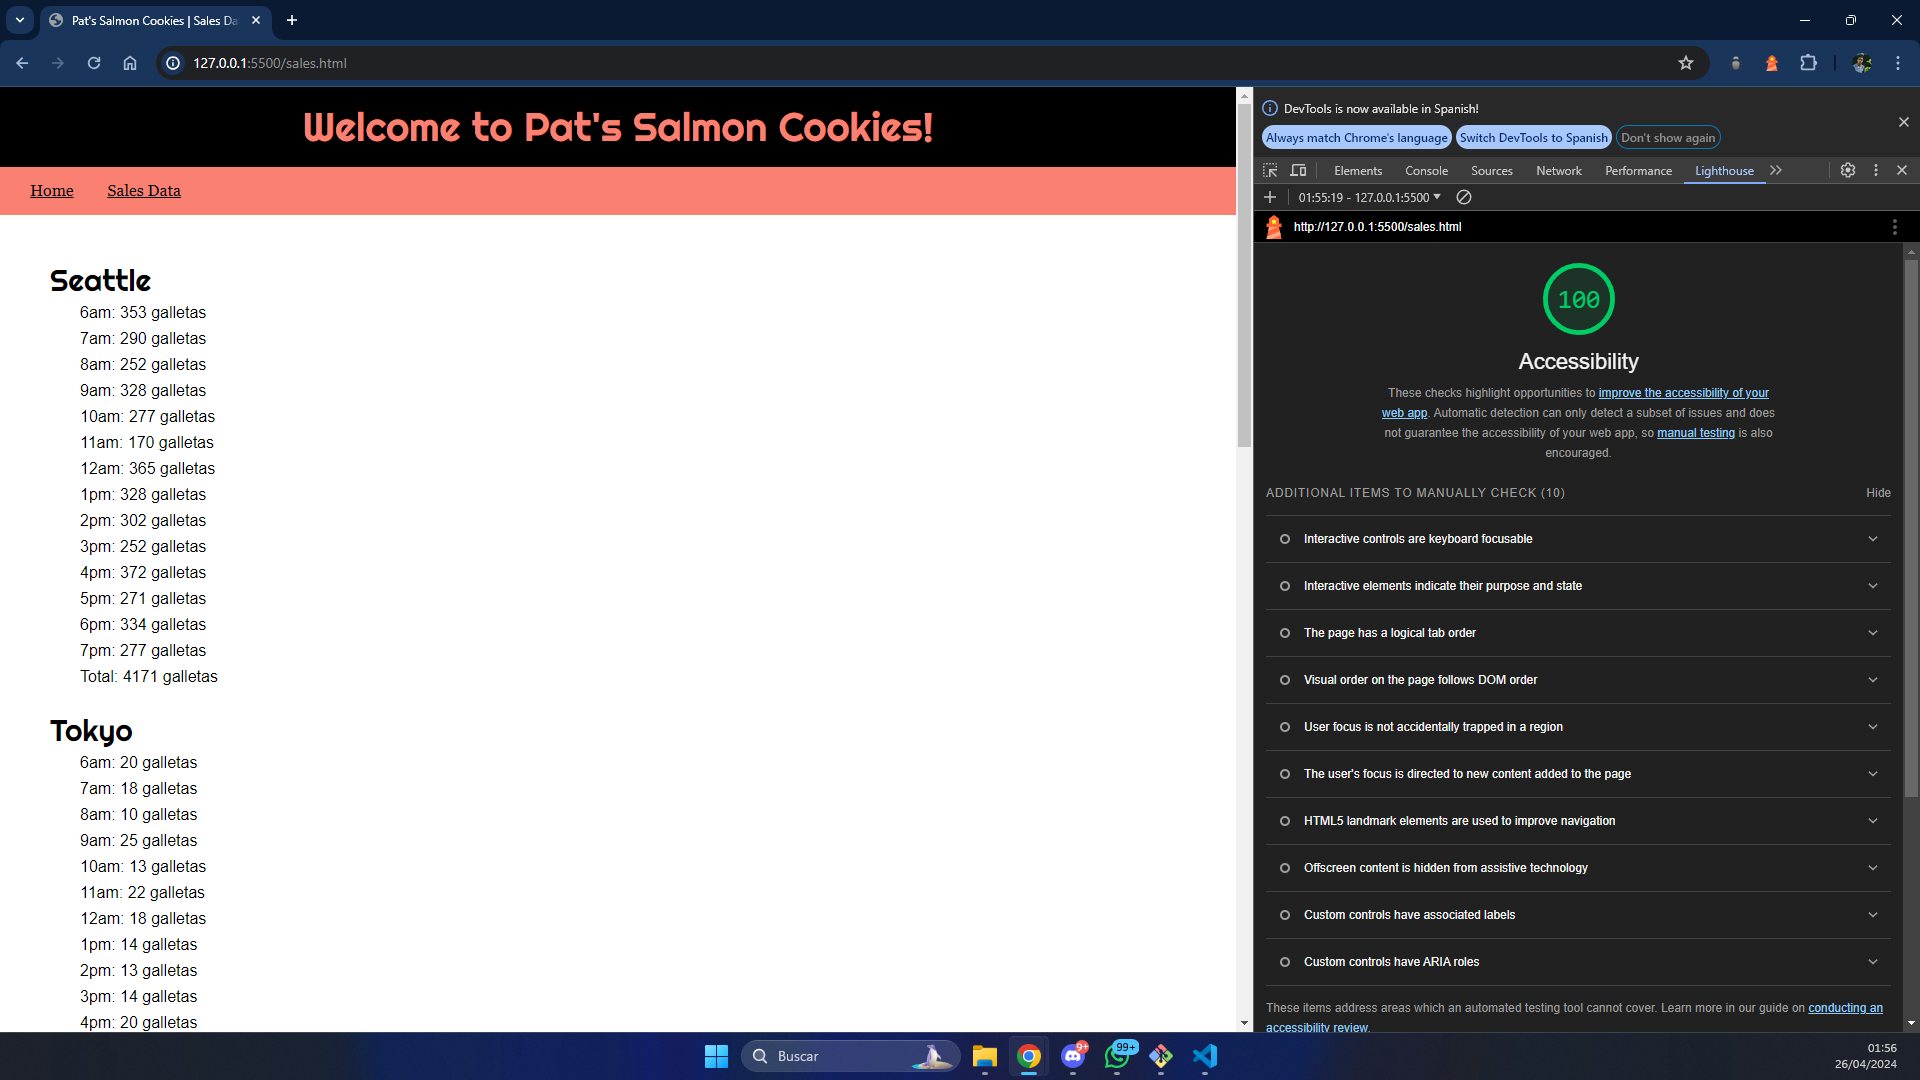 Pat's Salmon Cookies | Sales Da
127.0.0.1:5500/sales.html
Welcome to Pat's Salmon Cookies!
Home
Sales Data
Seattle
6am: 353 galletas
7am: 290 galletas
8am: 252 galletas
9am: 328 galletas
10am: 277 galletas
11am: 170 galletas
12am: 365 galletas
1pm: 328 galletas
2pm: 302 galletas
3pm: 252 galletas
4pm: 372 galletas
5pm: 271 galletas
6pm: 334 galletas
7pm: 277 galletas
Total: 4171 galletas
Tokyo
6am: 20 galletas
7am: 18 galletas
8am: 10 galletas
9am: 25 galletas
10am: 13 galletas
11am: 22 galletas
12am: 18 galletas
1pm: 14 galletas
2pm: 13 galletas
3pm: 14 galletas
4pm: 20 galletas
DevTools is now available in Spanish!
Always match Chrome's language
Switch DevTools to Spanish
Don't show again
Elements
Console
Sources
Network
Performance
Lighthouse
01:55:19 - 127.0.0.1:5500
http://127.0.0.1:5500/sales.html
100
Accessibility
These checks highlight opportunities to improve the accessibility of your
web app. Automatic detection can only detect a subset of issues and does
not guarantee the accessibility of your web app, so manual testing is also
encouraged.
ADDITIONAL ITEMS TO MANUALLY CHECK (10)
Hide
Interactive controls are keyboard focusable
Interactive elements indicate their purpose and state
The page has a logical tab order
Visual order on the page follows DOM order
User focus is not accidentally trapped in a region
The user's focus is directed to new content added to the page
HTML5 landmark elements are used to improve navigation
Offscreen content is hidden from assistive technology
Custom controls have associated labels
Custom controls have ARIA roles
These items address areas which an automated testing tool cannot cover. Learn more in our guide on conducting an
accessibility review.
Buscar
9+
99+
01:56
26/04/2024